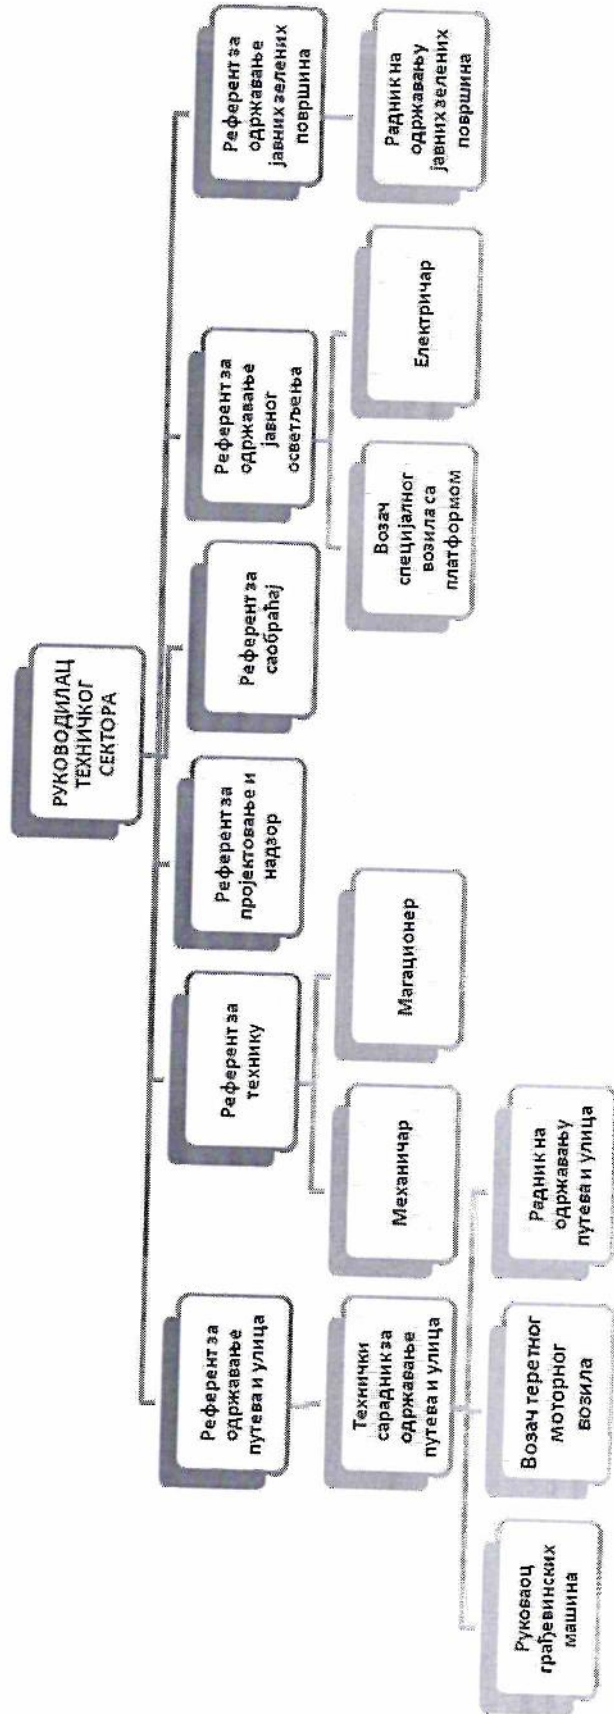 РУКОВОДИЛАЦ
ТЕХНИЧКОГ
СЕКТОРА
Референт за
одржавање
путева и улица
Референт за
технику
Референт за
пројектовање и
надзор
Референт за
саобраћај
Референт за
одржавање
јавног
осветљења
Референт за
одржавање
јавних зелених
површина
Технички
сарадник за
одржавање
путева и улица
Механичар
Магационер
Возач
специјалног
возила са
платформом
Електричар
Радник на
одржавању
јавних зелених
површина
Руковаоц
грађевинских
машина
Возач теретног
моторног
возила
Радник на
одржавању
путева и улица